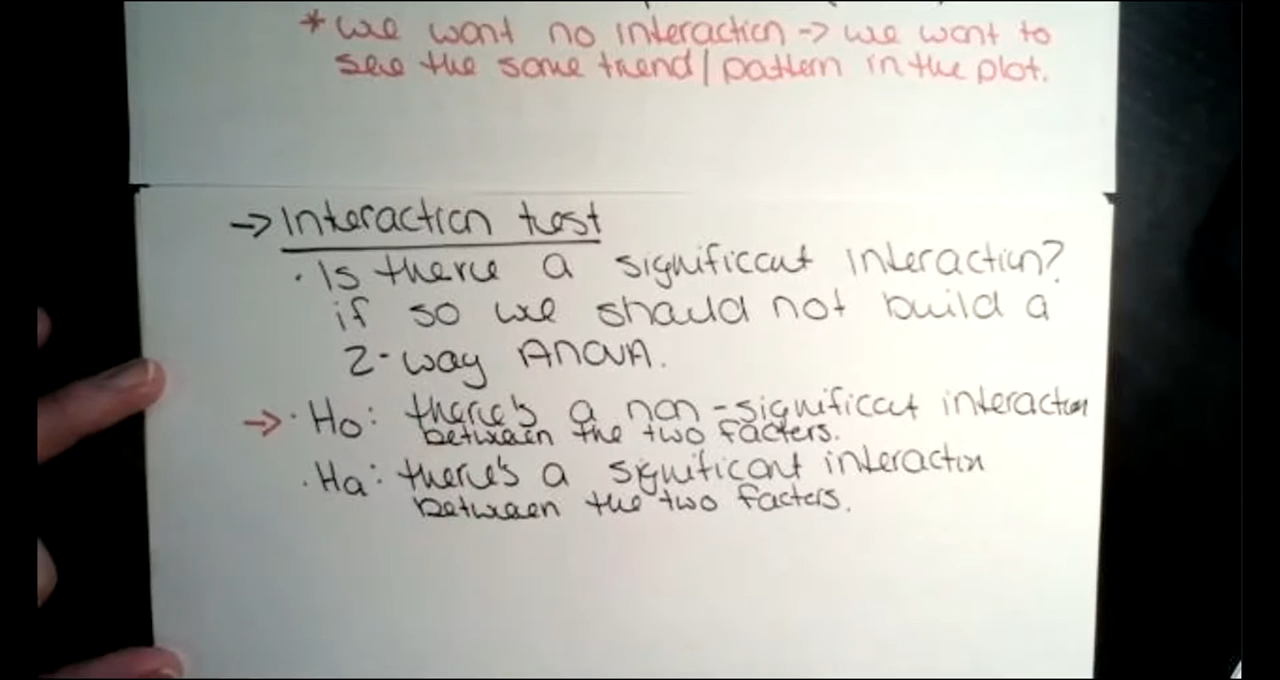 * we want no interaction -> we want to
see the same trend/pattern in the plot.
-> Interaction test
· Is there a significant interaction?
if so we should not build a
2-way ANOVA.
-> · Ho: there's a non-significant interaction
between the two factors.
· Ha: there's a significant interaction
between the two factors.